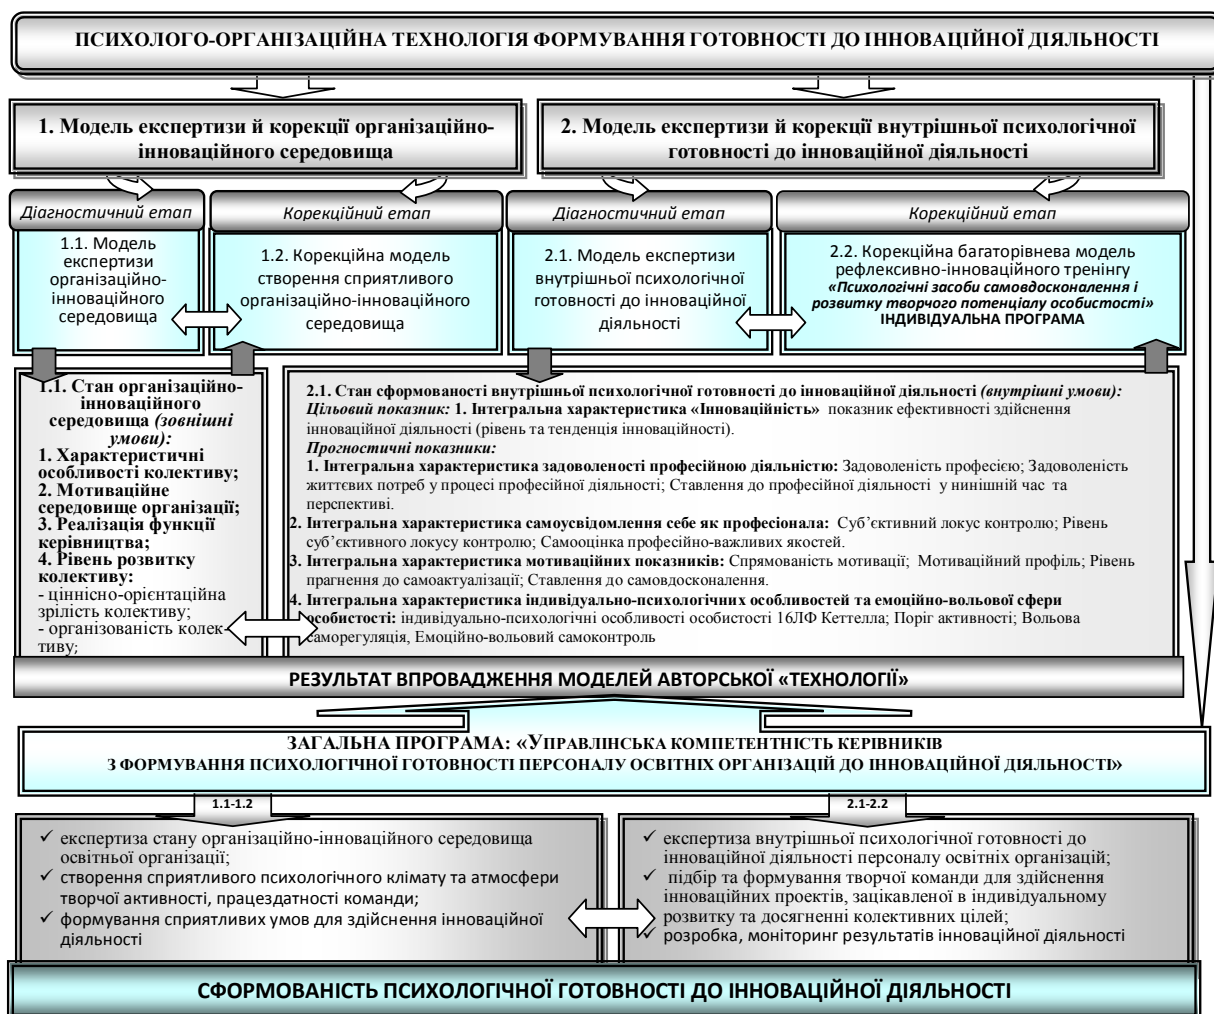 ПСИХОЛОГО-ОРГАНІЗАЦІЙНА ТЕХНОЛОГІЯ ФОРМУВАННЯ ГОТОВНОСТІ ДО ІННОВАЦІЙНОЇ ДІЯЛЬНОСТІ
1. Модель експертизи й корекції організаційно-
інноваційного середовища
2. Модель експертизи й корекції внутрішньої психологічної
готовності до інноваційної діяльності
Діагностичний етап
1.1. Модель
експертизи
організаційно-
інноваційного
середовища
Корекційний етап
1.2. Корекційна модель
створення сприятливого
організаційно-інноваційного
середовища
Діагностичний етап
2.1. Модель експертизи
внутрішньої психологічної
готовності до інноваційної
діяльності
Корекційний етап
2.2. Корекційна багаторівнева модель
рефлексивно-інноваційного тренінгу
«Психологічні засоби самовдосконалення і
розвитку творчого потенціалу особистості»
ІНДИВІДУАЛЬНА ПРОГРАМА
1.1. Стан організаційно-
інноваційного
середовища (зовнішні
умови):
1. Характеристичні
особливості колективу;
2. Мотиваційне
середовище організації;
3. Реалізація функції
керівництва;
4. Рівень розвитку
колективу:
- ціннісно-орієнтаційна
зрілість колективу;
- організованість колек-
тиву;
2.1. Стан сформованості внутрішньої психологічної готовності до інноваційної діяльності (внутрішні умови):
Цільовий показник: 1. Інтегральна характеристика «Інноваційність» показник ефективності здійснення
інноваційної діяльності (рівень та тенденція інноваційності).
Прогностичні показники:
1. Інтегральна характеристика задоволеності професійною діяльністю: Задоволеність професією; Задоволеність
життєвих потреб у процесі професійної діяльності; Ставлення до професійної діяльності у нинішній час та
перспективі.
2. Інтегральна характеристика самоусвідомлення себе як професіонала: Суб’єктивний локус контролю; Рівень
суб’єктивного локусу контролю; Самооцінка професійно-важливих якостей.
3. Інтегральна характеристика мотиваційних показників: Спрямованість мотивації; Мотиваційний профіль; Рівень
прагнення до самоактуалізації; Ставлення до самовдосконалення.
4. Інтегральна характеристика індивідуально-психологічних особливостей та емоційно-вольової сфери
особистості: індивідуально-психологічні особливості особистості 16ЛФ Кеттелла; Поріг активності; Вольова
саморегуляція, Емоційно-вольовий самоконтроль
РЕЗУЛЬТАТ ВПРОВАДЖЕННЯ МОДЕЛЕЙ АВТОРСЬКОЇ «ТЕХНОЛОГІЇ»
ЗАГАЛЬНА ПРОГРАМА: «УПРАВЛІНСЬКА КОМПЕТЕНТНІСТЬ КЕРІВНИКІВ
З ФОРМУВАННЯ ПСИХОЛОГІЧНОЇ ГОТОВНОСТІ ПЕРСОНАЛУ ОСВІТНІХ ОРГАНІЗАЦІЙ ДО ІННОВАЦІЙНОЇ ДІЯЛЬНОСТІ»
1.1-1.2
✓ експертиза стану організаційно-інноваційного середовища
освітньої організації;
✓ створення сприятливого психологічного клімату та атмосфери
творчої активності, працездатності команди;
✓ формування сприятливих умов для здійснення інноваційної
діяльності
2.1-2.2
✓ експертиза внутрішньої психологічної готовності до
інноваційної діяльності персоналу освітніх організацій;
✓ підбір та формування творчої команди для здійснення
інноваційних проектів, зацікавленої в індивідуальному
розвитку та досягненні колективних цілей;
✓ розробка, моніторинг результатів інноваційної діяльності
СФОРМОВАНІСТЬ ПСИХОЛОГІЧНОЇ ГОТОВНОСТІ ДО ІННОВАЦІЙНОЇ ДІЯЛЬНОСТІ